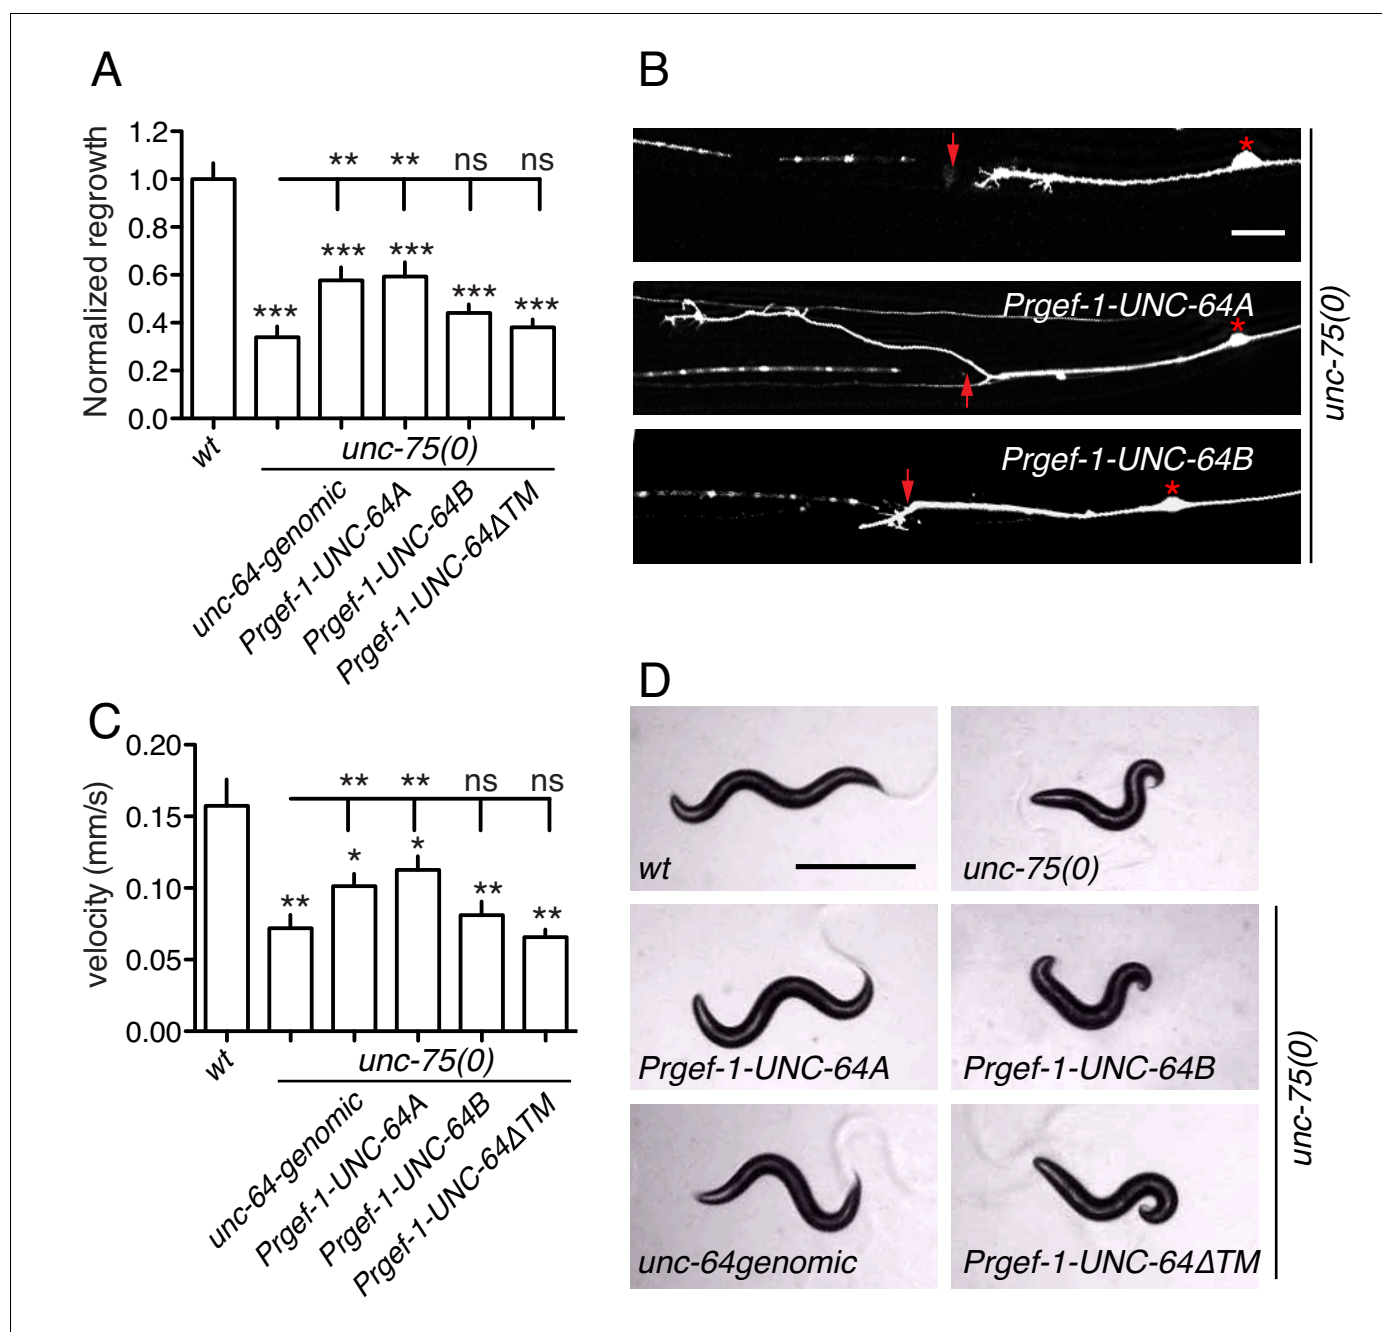 A
Normalized regrowth
1.2
1.0
0.8
0.6
0.4
0.2
0.0
** ** ns ns
*** *** *** *** ***
wt
unc-75(0)
unc-64-genomic
Prgef-1-UNC-64A
Prgef-1-UNC-64B
Prgef-1-UNC-64ΔTM
B
*
Prgef-1-UNC-64A
*
Prgef-1-UNC-64B
*
unc-75(0)
C
velocity (mm/s)
0.20
0.15
0.10
0.05
0.00
** ** ns ns
** * * ** **
wt
unc-75(0)
unc-64-genomic
Prgef-1-UNC-64A
Prgef-1-UNC-64B
Prgef-1-UNC-64ΔTM
D
wt
unc-75(0)
Prgef-1-UNC-64A
Prgef-1-UNC-64B
unc-64genomic
Prgef-1-UNC-64ΔTM
unc-75(0)